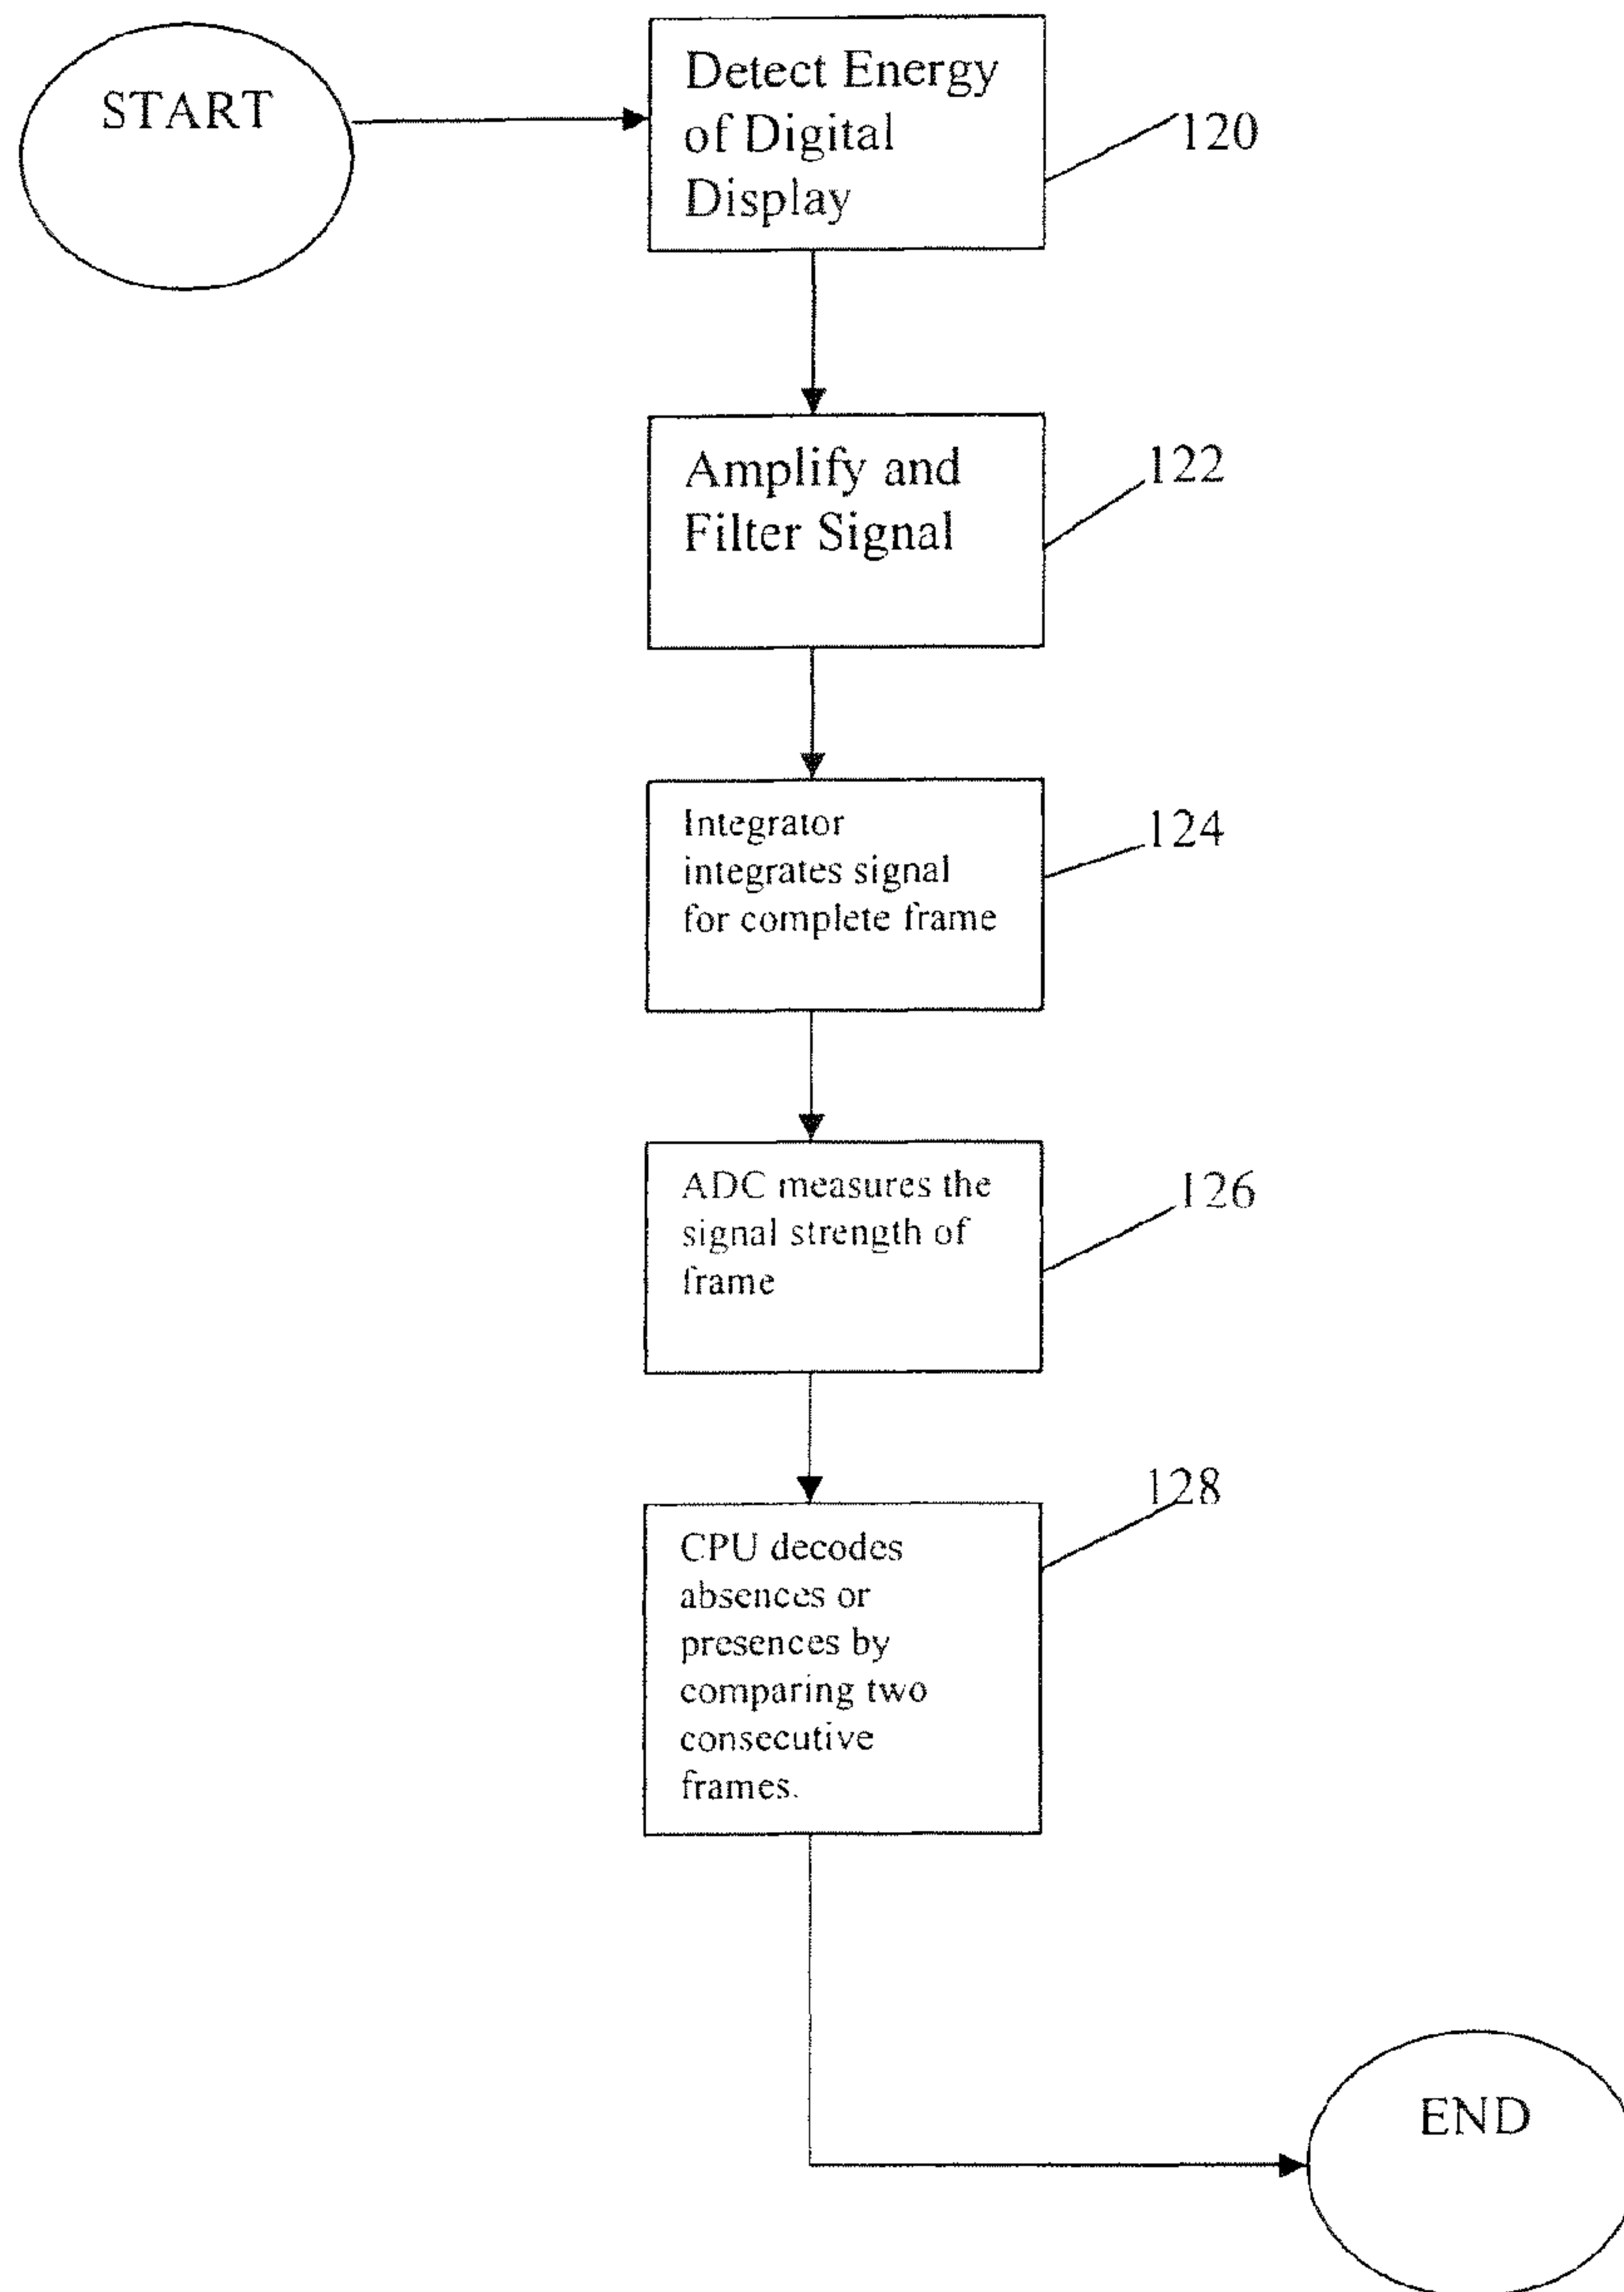 START
Detect Energy
of Digital
Display
120
Amplify and
Filter Signal
122
Integrator
integrates signal
for complete frame
124
ADC measures the
signal strength of
frame
126
CPU decodes
absences or
presences by
comparing two
consecutive
frames.
128
END